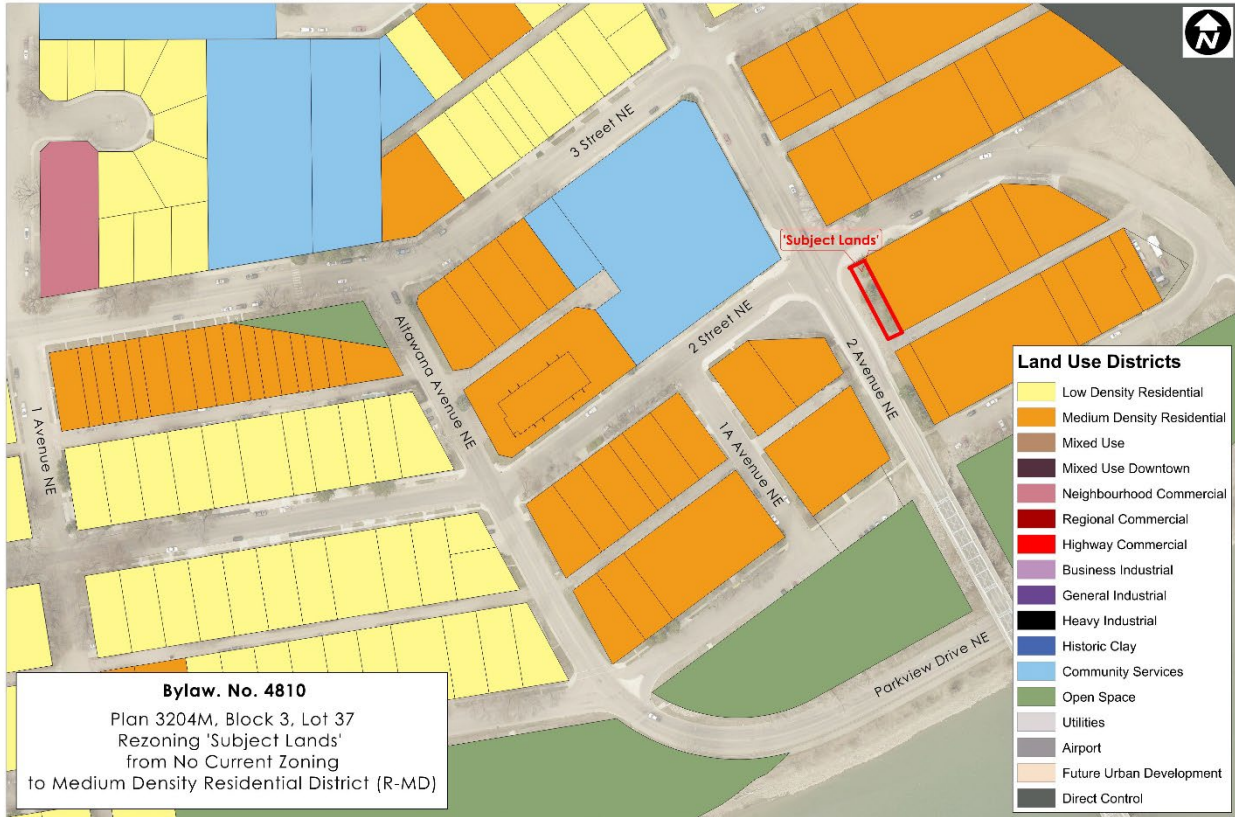 N
3 Street NE
'Subject Lands'
Altawana Avenue NE
2 Street NE
2 Avenue NE
1 Avenue NE
1A Avenue NE
Parkview Drive NE
Land Use Districts
Low Density Residential
Medium Density Residential
Mixed Use
Mixed Use Downtown
Neighbourhood Commercial
Regional Commercial
Highway Commercial
Business Industrial
General Industrial
Heavy Industrial
Historic Clay
Community Services
Open Space
Utilities
Airport
Future Urban Development
Direct Control
Bylaw. No. 4810
Plan 3204M, Block 3, Lot 37
Rezoning 'Subject Lands'
from No Current Zoning
to Medium Density Residential District (R-MD)